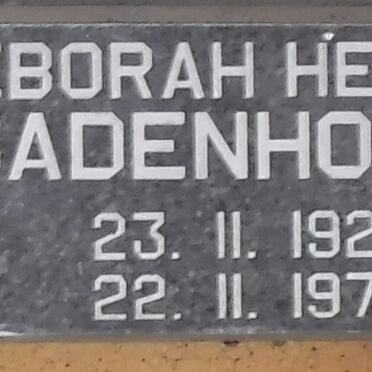 EBORAH HE
ADENHO
23. 11. 192
22. 11. 197